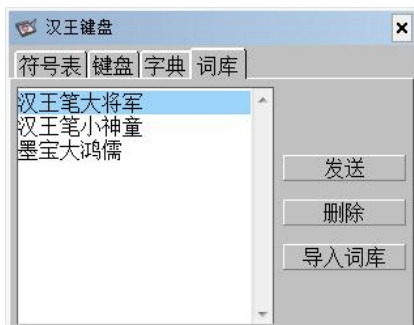 汉王键盘
符号表 键盘 字典 词库
汉王笔大将军
汉王笔小神童
墨宝大鸿儒
发送
删除
导入词库